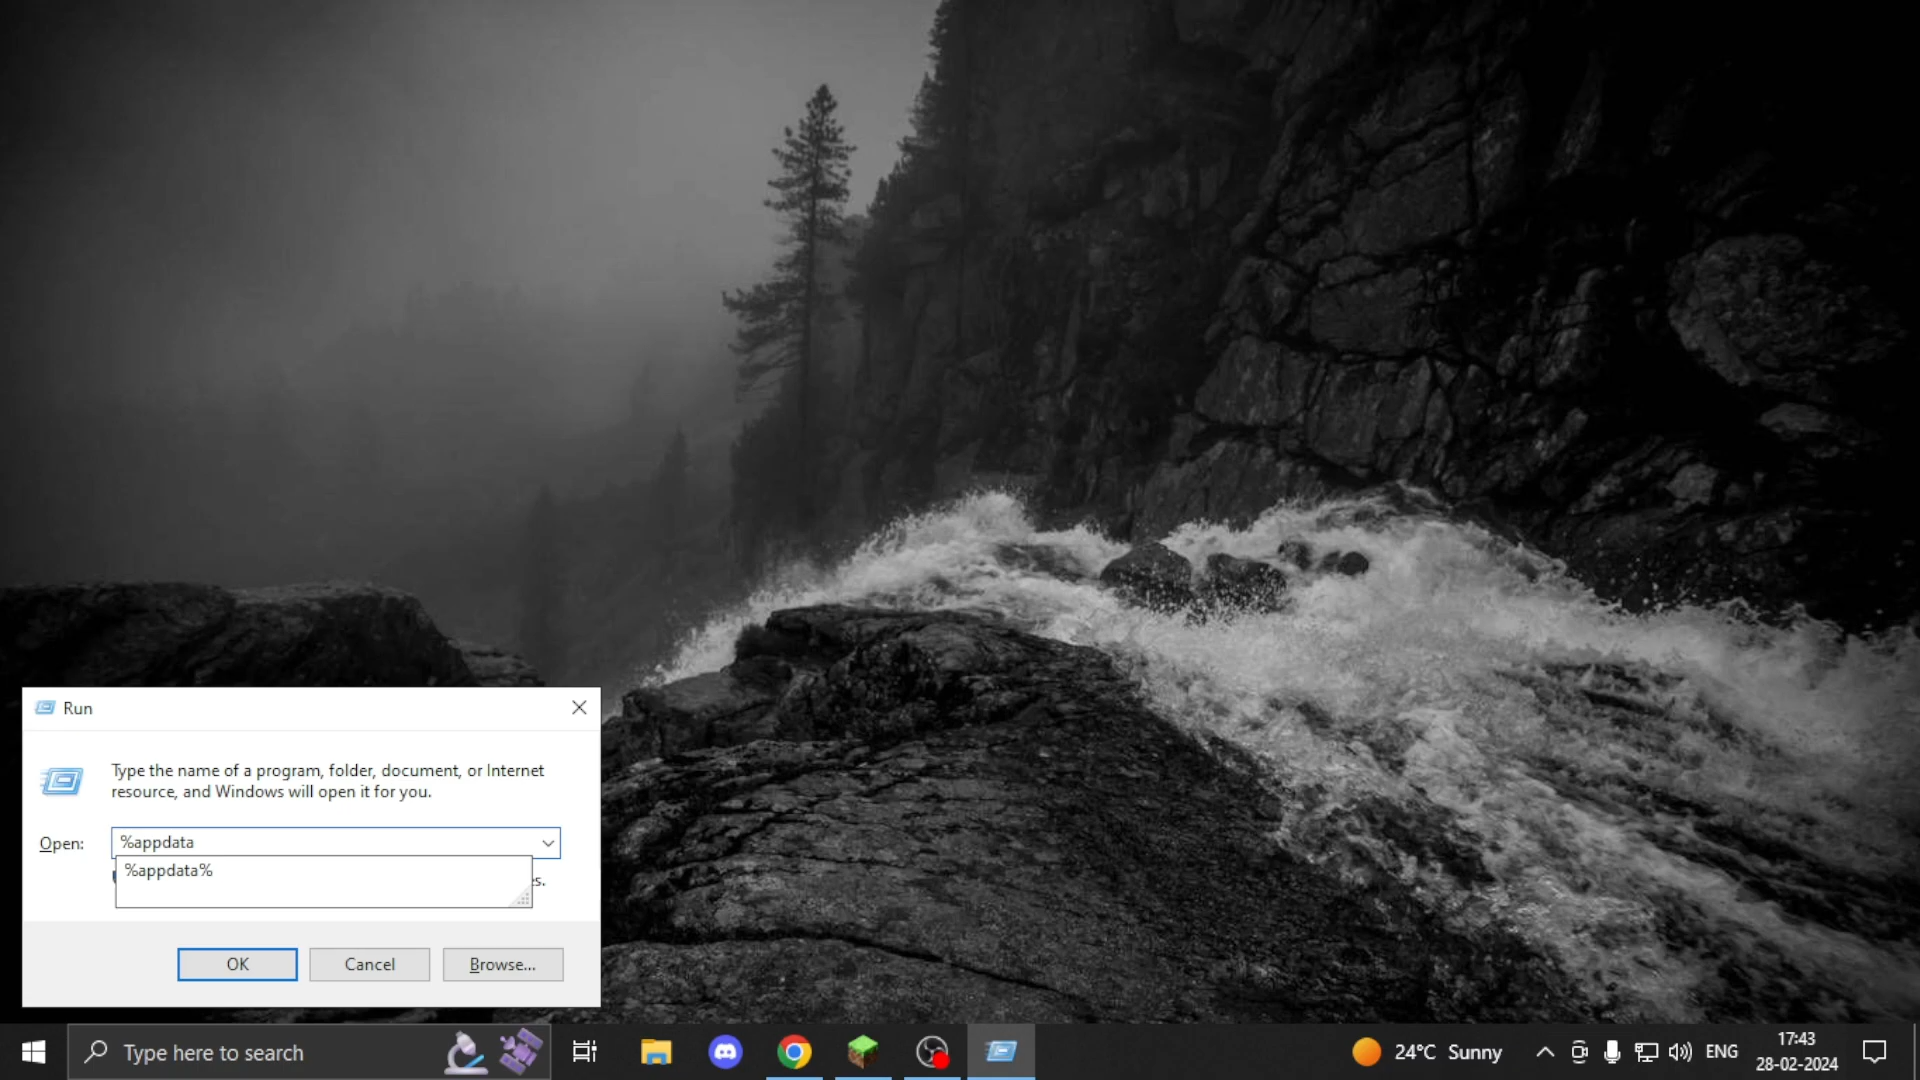 Run
Type the name of a program, folder, document, or Internet
resource, and Windows will open it for you.
Open:
%appdata
%appdata%
s.
OK
Cancel
Browse...
Type here to search
24°C Sunny
ENG
17:43
28-02-2024